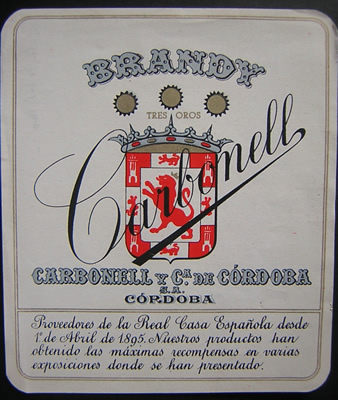 BRANDY
TRES OROS
Carbonell
CARBONELL Y Cª DE CÓRDOBA
S.A.
CÓRDOBA
Proveedores de la Real Casa Española desde
1º de Abril de 1895. Nuestros productos han
obtenido las máximas recompensas en varias
exposiciones donde se han presentado.